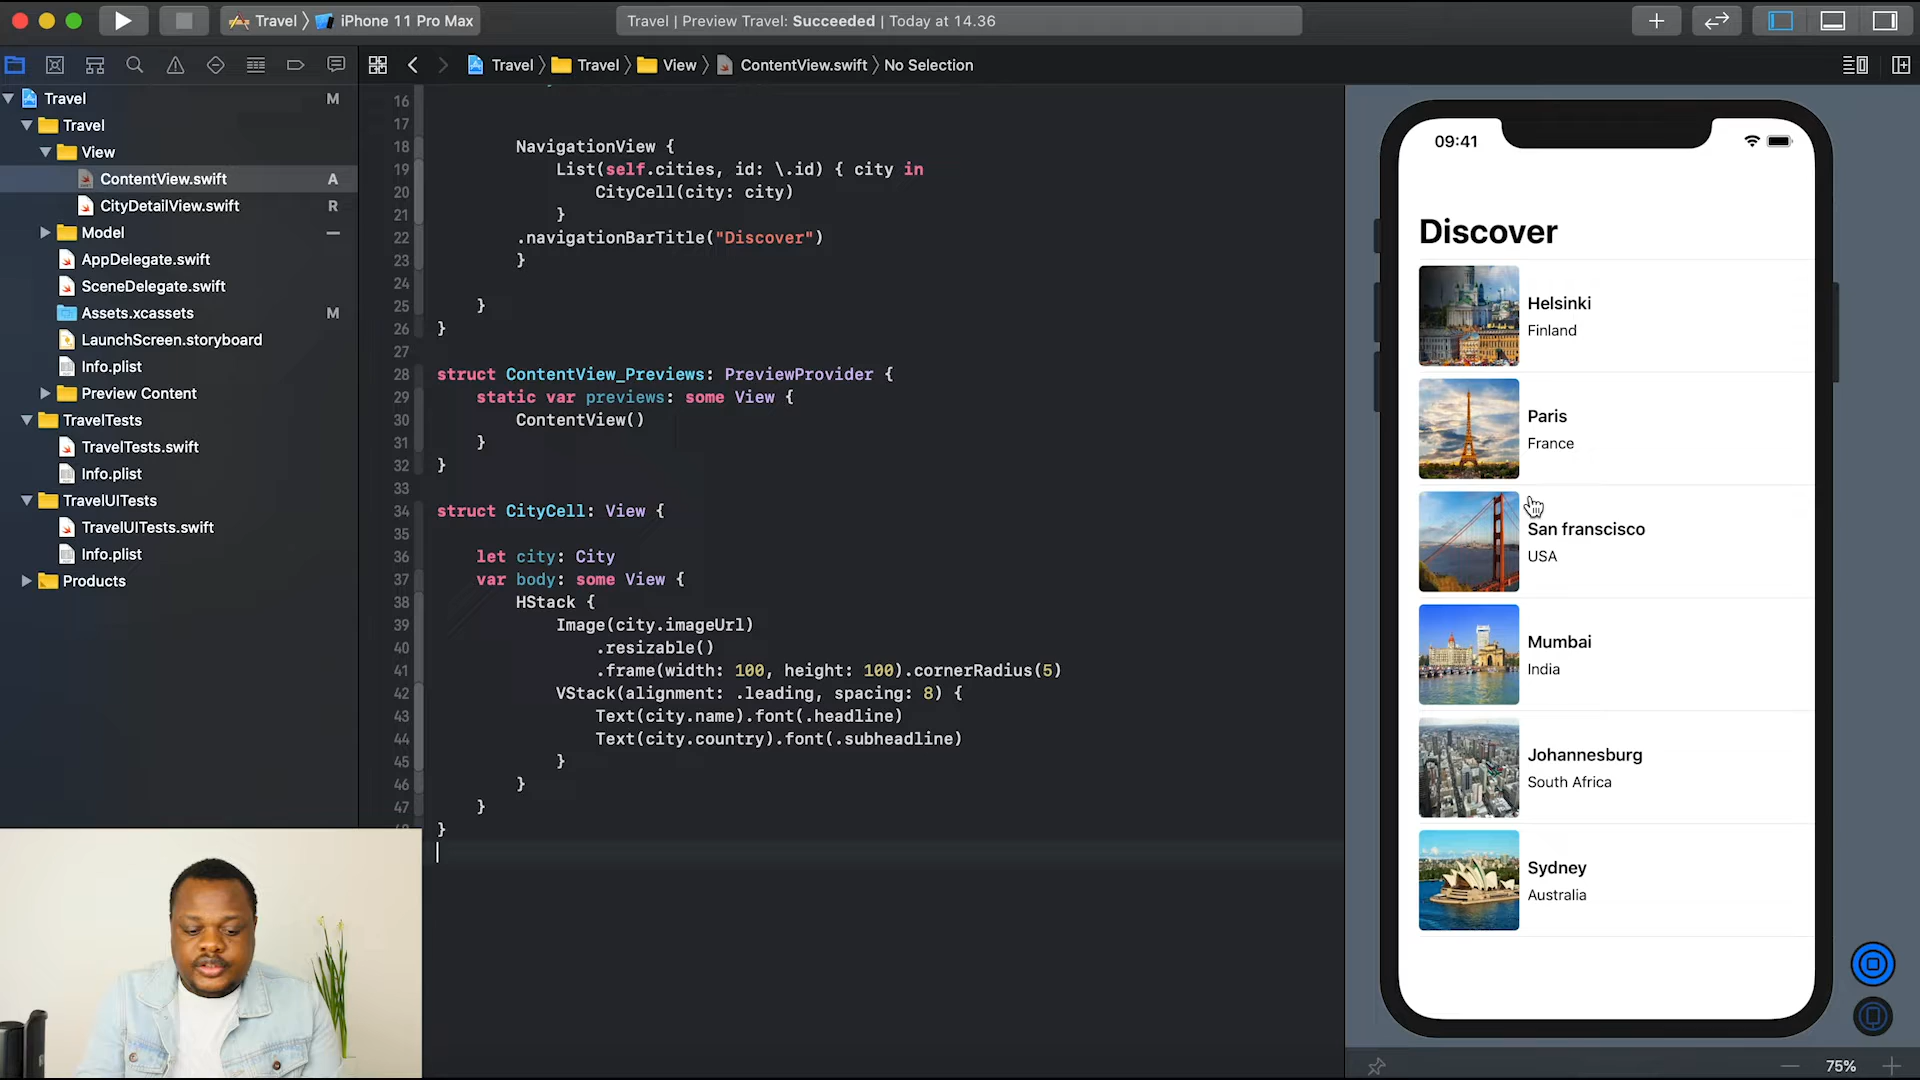 Travel
iPhone 11 Pro Max
Travel | Preview Travel: Succeeded | Today at 14.36
Travel
Travel
View
ContentView.swift
No Selection
Travel M
Travel
View
ContentView.swift A
CityDetailView.swift R
Model
AppDelegate.swift
SceneDelegate.swift
Assets.xcassets M
LaunchScreen.storyboard
Info.plist
Preview Content
TravelTests
TravelTests.swift
Info.plist
TravelUITests
TravelUITests.swift
Info.plist
Products
16
17
18 NavigationView {
19 List(self.cities, id: \.id) { city in
20 CityCell(city: city)
21 }
22 .navigationBarTitle("Discover")
23 }
24
25 }
26 }
27
28 struct ContentView_Previews: PreviewProvider {
29 static var previews: some View {
30 ContentView()
31 }
32 }
33
34 struct CityCell: View {
35
36 let city: City
37 var body: some View {
38 HStack {
39 Image(city.imageUrl)
40 .resizable()
41 .frame(width: 100, height: 100).cornerRadius(5)
42 VStack(alignment: .leading, spacing: 8) {
43 Text(city.name).font(.headline)
44 Text(city.country).font(.subheadline)
45 }
46 }
47 }
}
09:41
Discover
Helsinki
Finland
Paris
France
San franscisco
USA
Mumbai
India
Johannesburg
South Africa
Sydney
Australia
75%